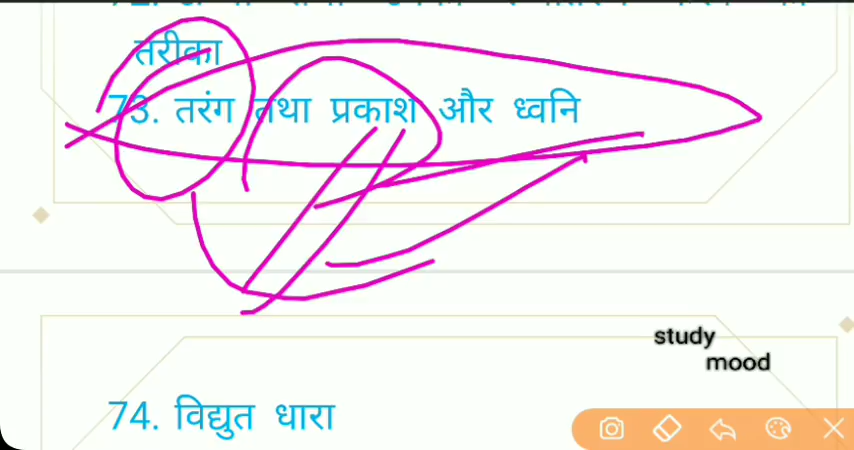 तरीका
73. तरंग तथा प्रकाश और ध्वनि
study
mood
74. विद्युत धारा